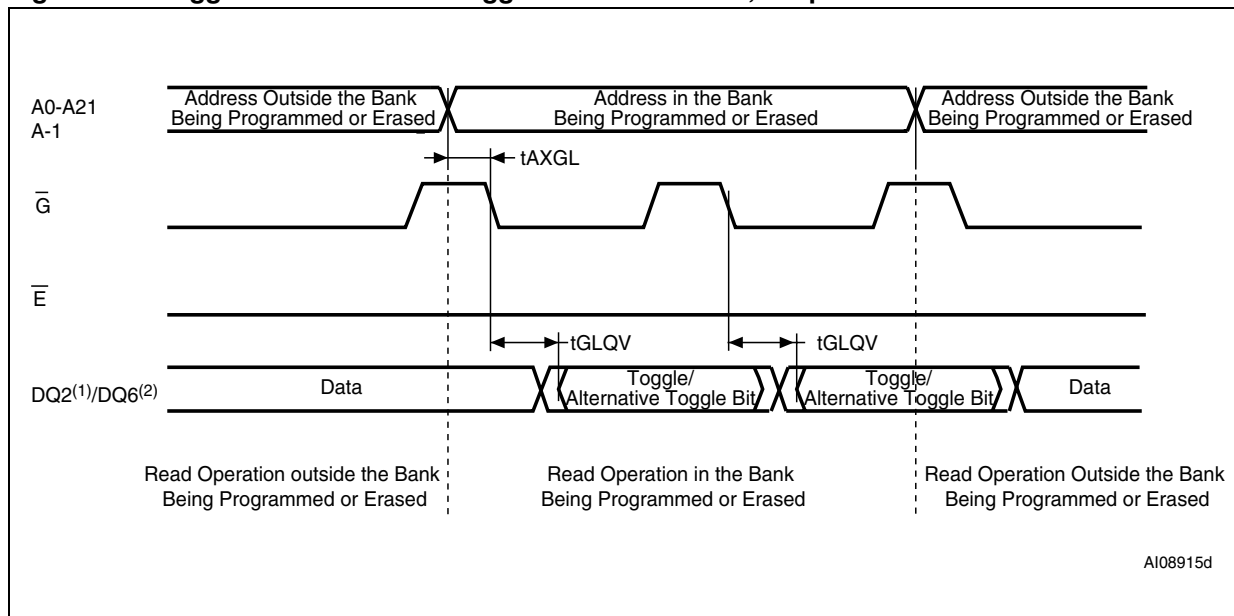 A0-A21
A-1
Address Outside the Bank
Being Programmed or Erased
Address in the Bank
Being Programmed or Erased
Address Outside the Bank
Being Programmed or Erased
tAXGL
G
E
tGLQV
tGLQV
DQ2(1)/DQ6(2)
Data
Toggle/
Alternative Toggle Bit
Toggle/
Alternative Toggle Bit
Data
Read Operation outside the Bank
Being Programmed or Erased
Read Operation in the Bank
Being Programmed or Erased
Read Operation Outside the Bank
Being Programmed or Erased
AI08915d